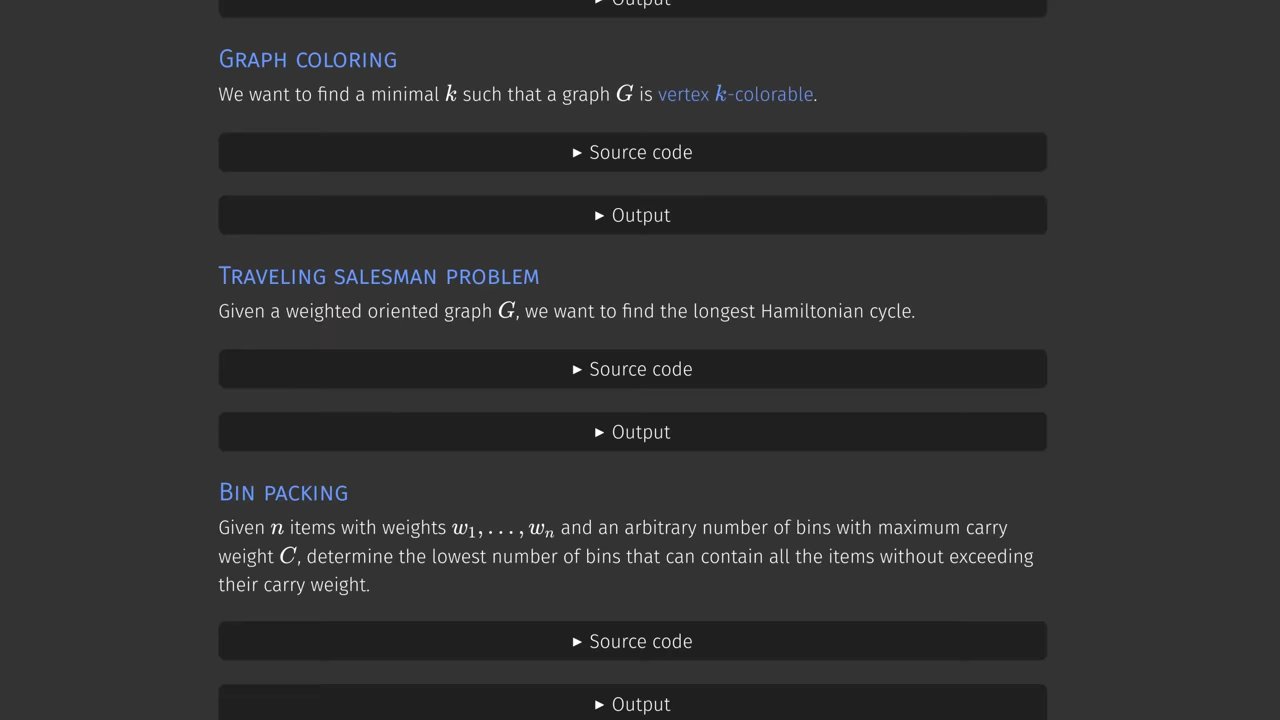 ▸ Output
Graph coloring
We want to find a minimal k such that a graph G is vertex k-colorable.
▸ Source code
▸ Output
Traveling salesman problem
Given a weighted oriented graph G, we want to find the longest Hamiltonian cycle.
▸ Source code
▸ Output
Bin packing
Given n items with weights w₁, . . . , wₙ and an arbitrary number of bins with maximum carry
weight C, determine the lowest number of bins that can contain all the items without exceeding
their carry weight.
▸ Source code
▸ Output